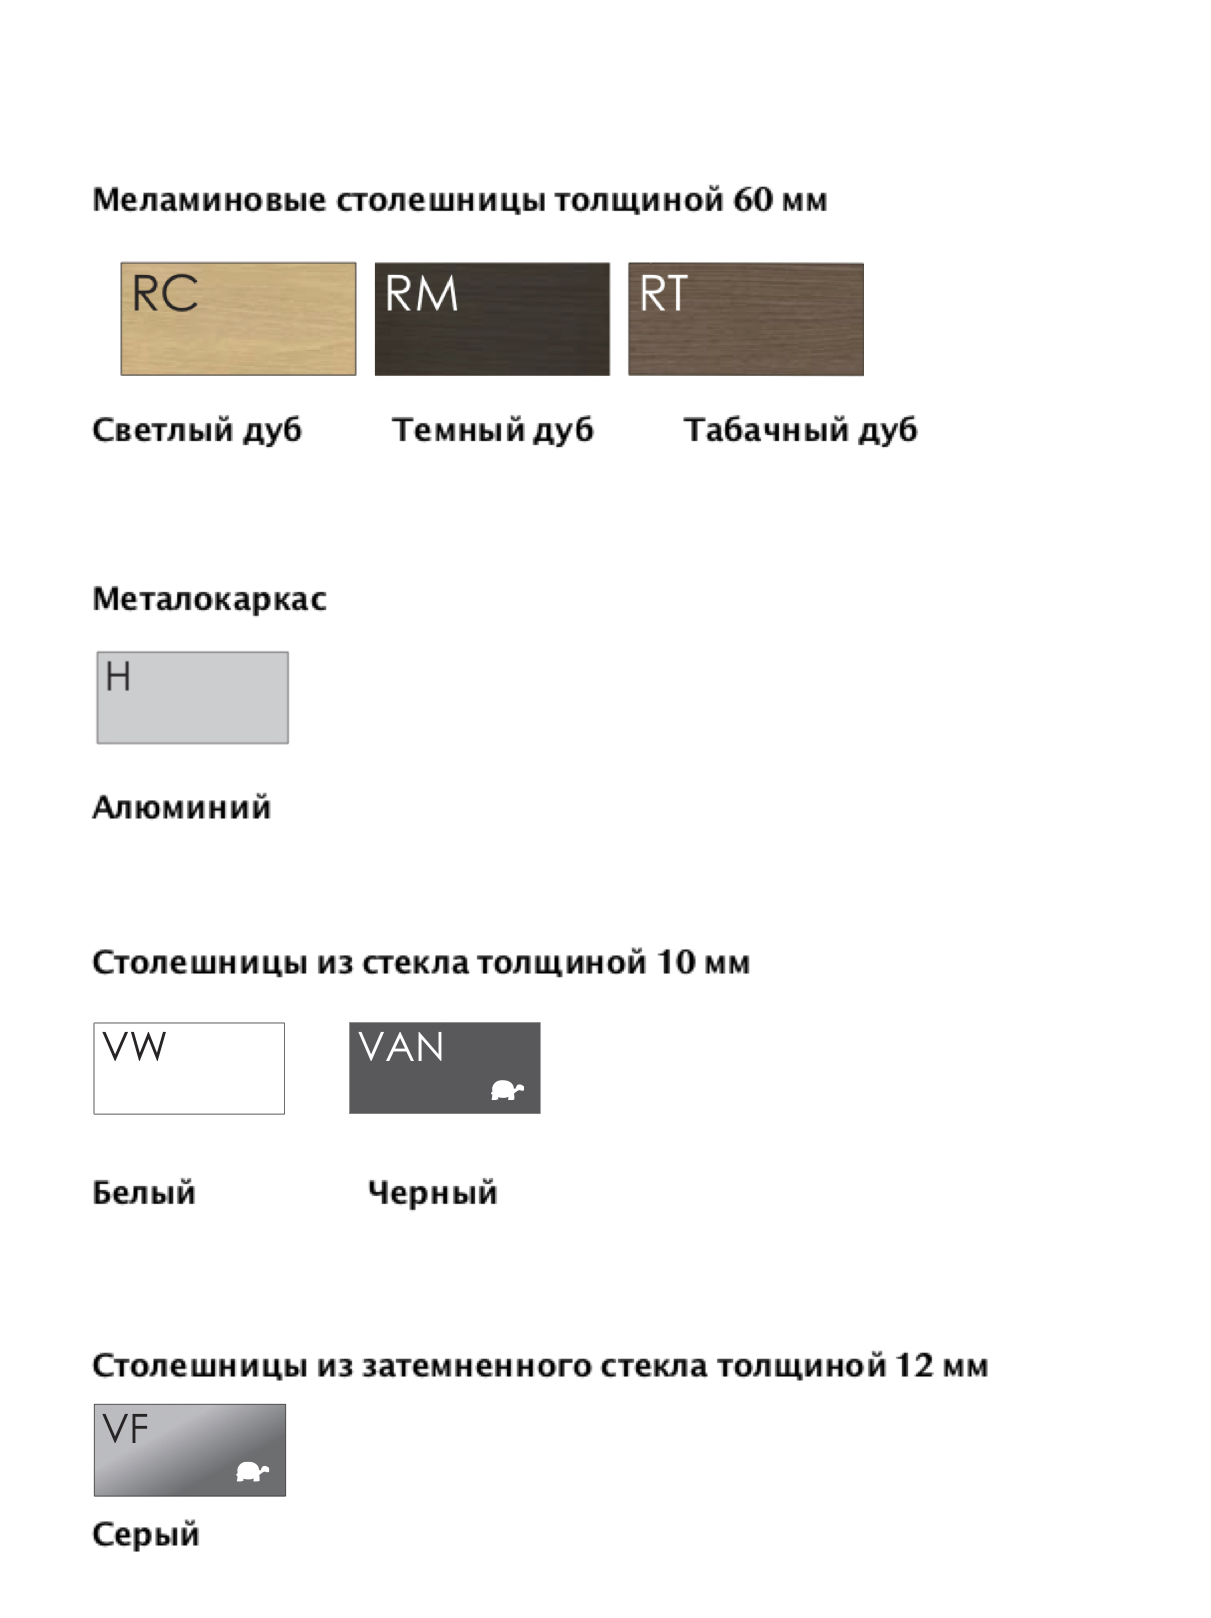 Меламиновые столешницы толщиной 60 мм
RC RM RT
Светлый дуб Темный дуб Табачный дуб
Металокаркас
H
Алюминий
Столешницы из стекла толщиной 10 мм
VW VAN
Белый Черный
Столешницы из затемненного стекла толщиной 12 мм
VF
Серый